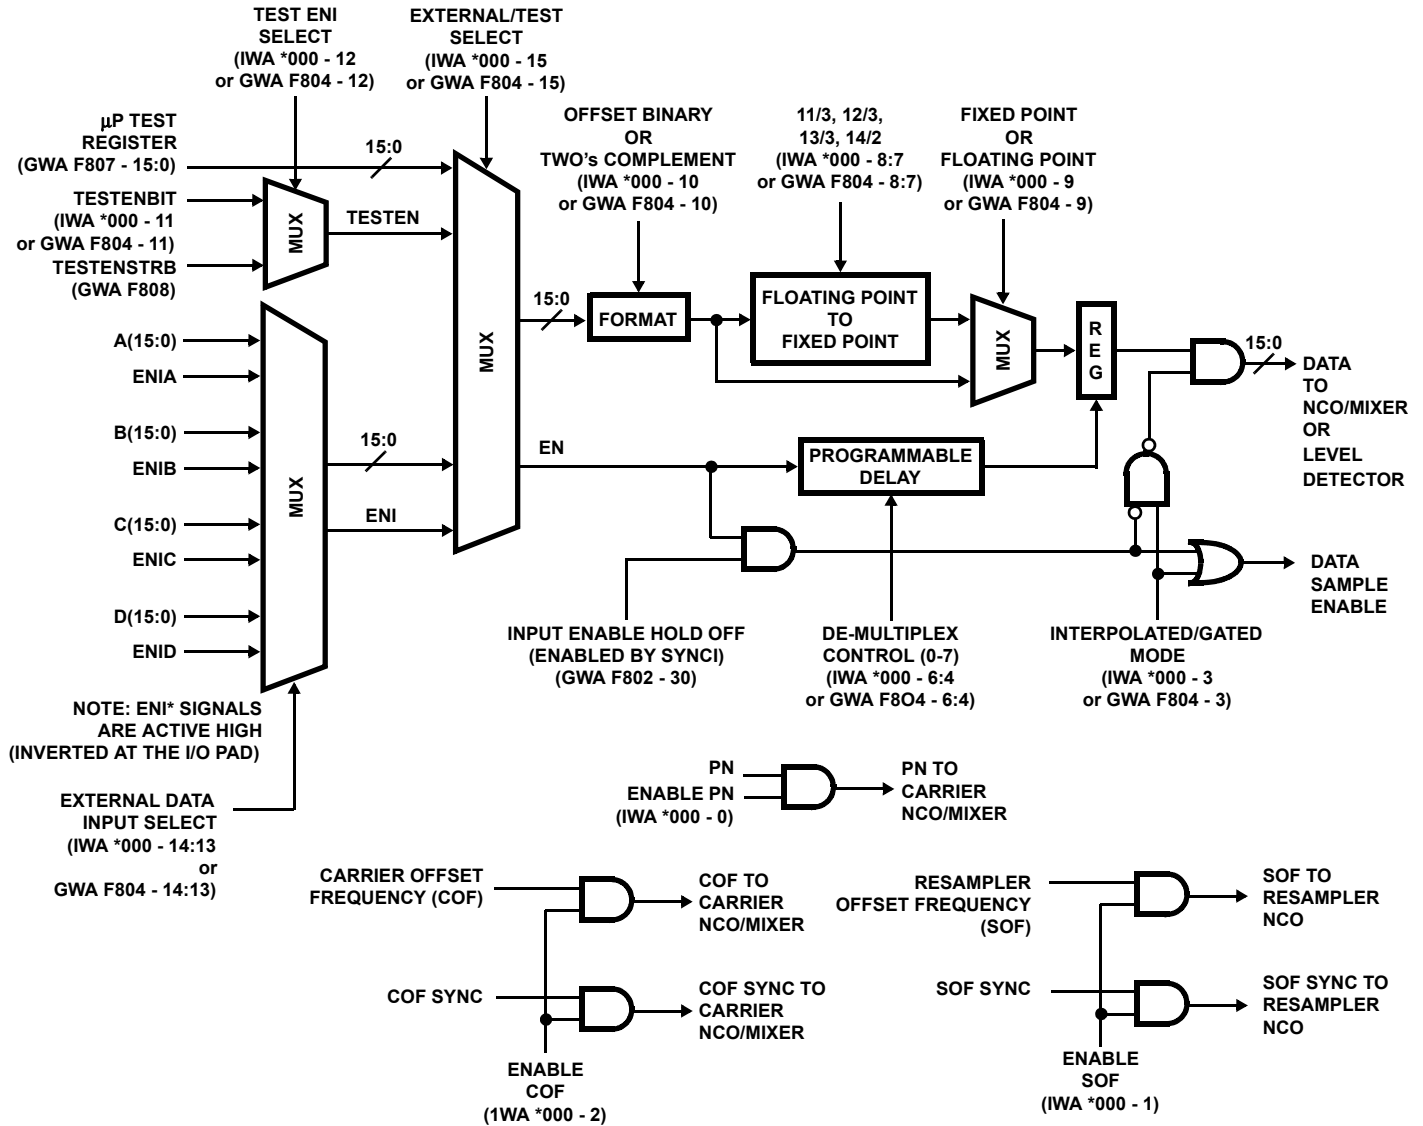 TEST ENI
SELECT
(IWA *000 - 12
or GWA F804 - 12)
EXTERNAL/TEST
SELECT
(IWA *000 - 15
or GWA F804 - 15)
µP TEST
REGISTER
(GWA F807 - 15:0)
15:0
TESTENBIT
(IWA *000 - 11
or GWA F804 - 11)
TESTENSTRB
(GWA F808)
MUX
TESTEN
OFFSET BINARY
OR
TWO's COMPLEMENT
(IWA *000 - 10
or GWA F804 - 10)
11/3, 12/3,
13/3, 14/2
(IWA *000 - 8:7
or GWA F804 - 8:7)
FIXED POINT
OR
FLOATING POINT
(IWA *000 - 9
or GWA F804 - 9)
A(15:0)
ENIA
B(15:0)
ENIB
C(15:0)
ENIC
D(15:0)
ENID
MUX
15:0
ENI
MUX
15:0
FORMAT
FLOATING POINT
TO
FIXED POINT
MUX
R
E
G
15:0
DATA
TO
NCO/MIXER
OR
LEVEL
DETECTOR
EN
PROGRAMMABLE
DELAY
DATA
SAMPLE
ENABLE
INPUT ENABLE HOLD OFF
(ENABLED BY SYNCI)
(GWA F802 - 30)
DE-MULTIPLEX
CONTROL (0-7)
(IWA *000 - 6:4
or GWA F8O4 - 6:4)
INTERPOLATED/GATED
MODE
(IWA *000 - 3
or GWA F804 - 3)
NOTE: ENI* SIGNALS
ARE ACTIVE HIGH
(INVERTED AT THE I/O PAD)
EXTERNAL DATA
INPUT SELECT
(IWA *000 - 14:13
or
GWA F804 - 14:13)
PN
ENABLE PN
(IWA *000 - 0)
PN TO
CARRIER
NCO/MIXER
CARRIER OFFSET
FREQUENCY (COF)
COF TO
CARRIER
NCO/MIXER
COF SYNC
COF SYNC TO
CARRIER
NCO/MIXER
ENABLE
COF
(1WA *000 - 2)
RESAMPLER
OFFSET FREQUENCY
(SOF)
SOF TO
RESAMPLER
NCO
SOF SYNC
SOF SYNC TO
RESAMPLER
NCO
ENABLE
SOF
(IWA *000 - 1)